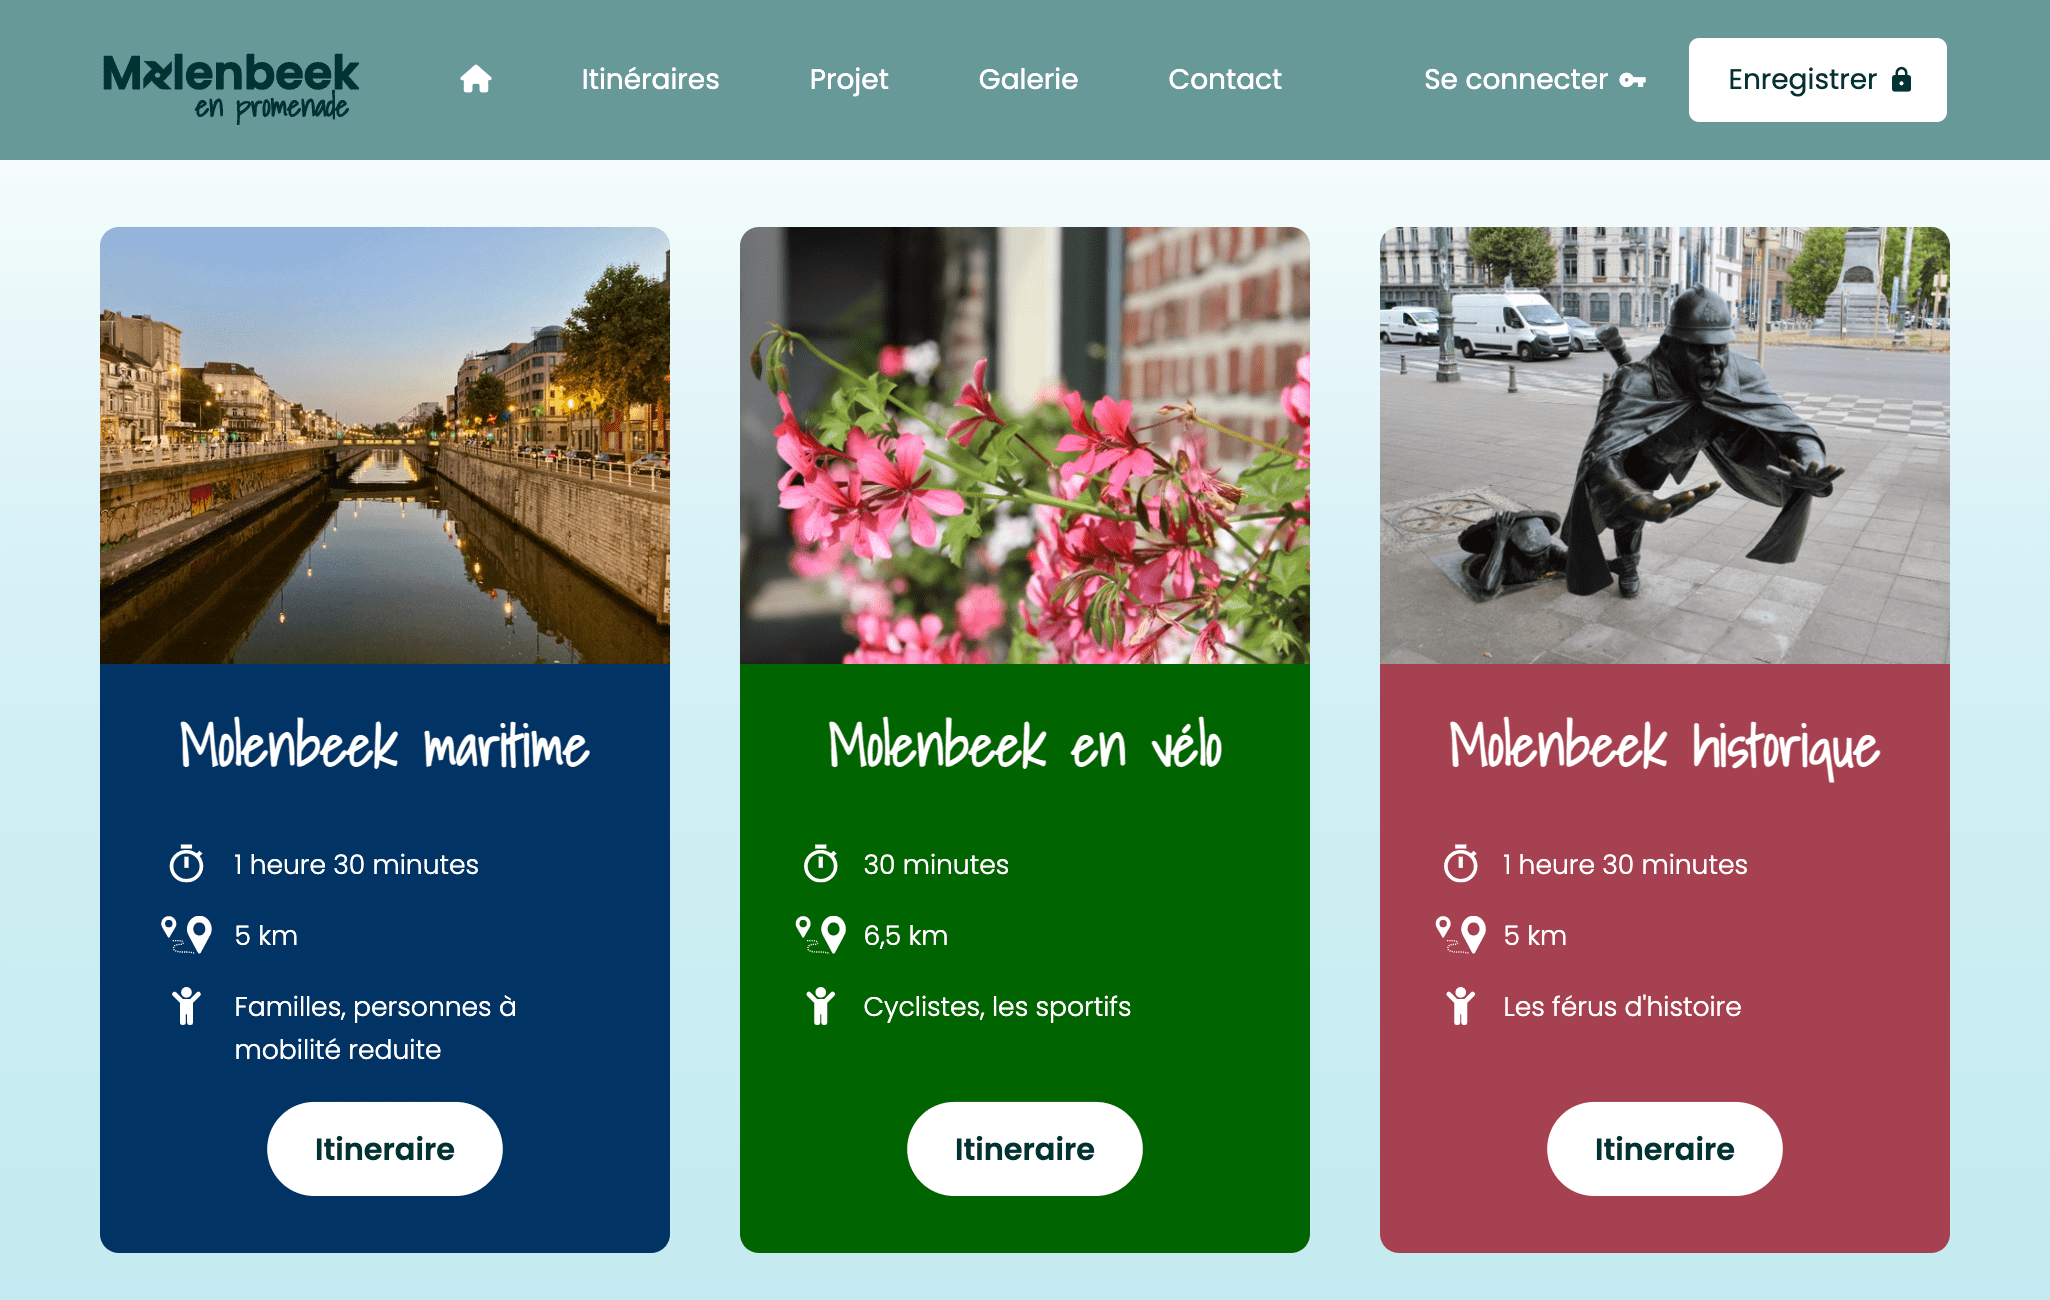 Molenbeek
en promenade
Itinéraires
Projet
Galerie
Contact
Se connecter
Enregistrer
Molenbeek maritime
1 heure 30 minutes
5 km
Familles, personnes à
mobilité reduite
Itineraire
Molenbeek en vélo
30 minutes
6,5 km
Cyclistes, les sportifs
Itineraire
Molenbeek historique
1 heure 30 minutes
5 km
Les férus d'histoire
Itineraire